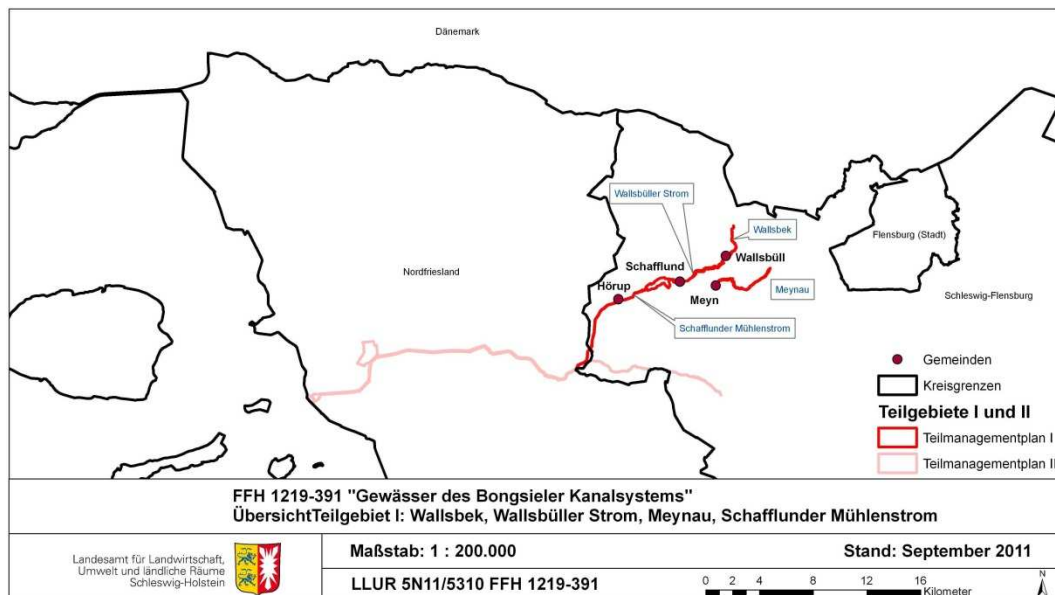 Dänemark
Wallsbüller Strom
Wallsbek
Flensburg (Stadt)
Wallsbüll
Nordfriesland
Schafflund
Hörup
Meyn
Meynau
Schleswig-Flensburg
Schafflunder Mühlenstrom
Gemeinden
Kreisgrenzen
Teilgebiete I und II
Teilmanagementplan I
Teilmanagementplan II
FFH 1219-391 "Gewässer des Bongsieler Kanalsystems"
ÜbersichtTeilgebiet I: Wallsbek, Wallsbüller Strom, Meynau, Schafflunder Mühlenstrom
Landesamt für Landwirtschaft,
Umwelt und ländliche Räume
Schleswig-Holstein
Maßstab: 1 : 200.000
Stand: September 2011
LLUR 5N11/5310 FFH 1219-391
0 2 4 8 12 16
Kilometer
N